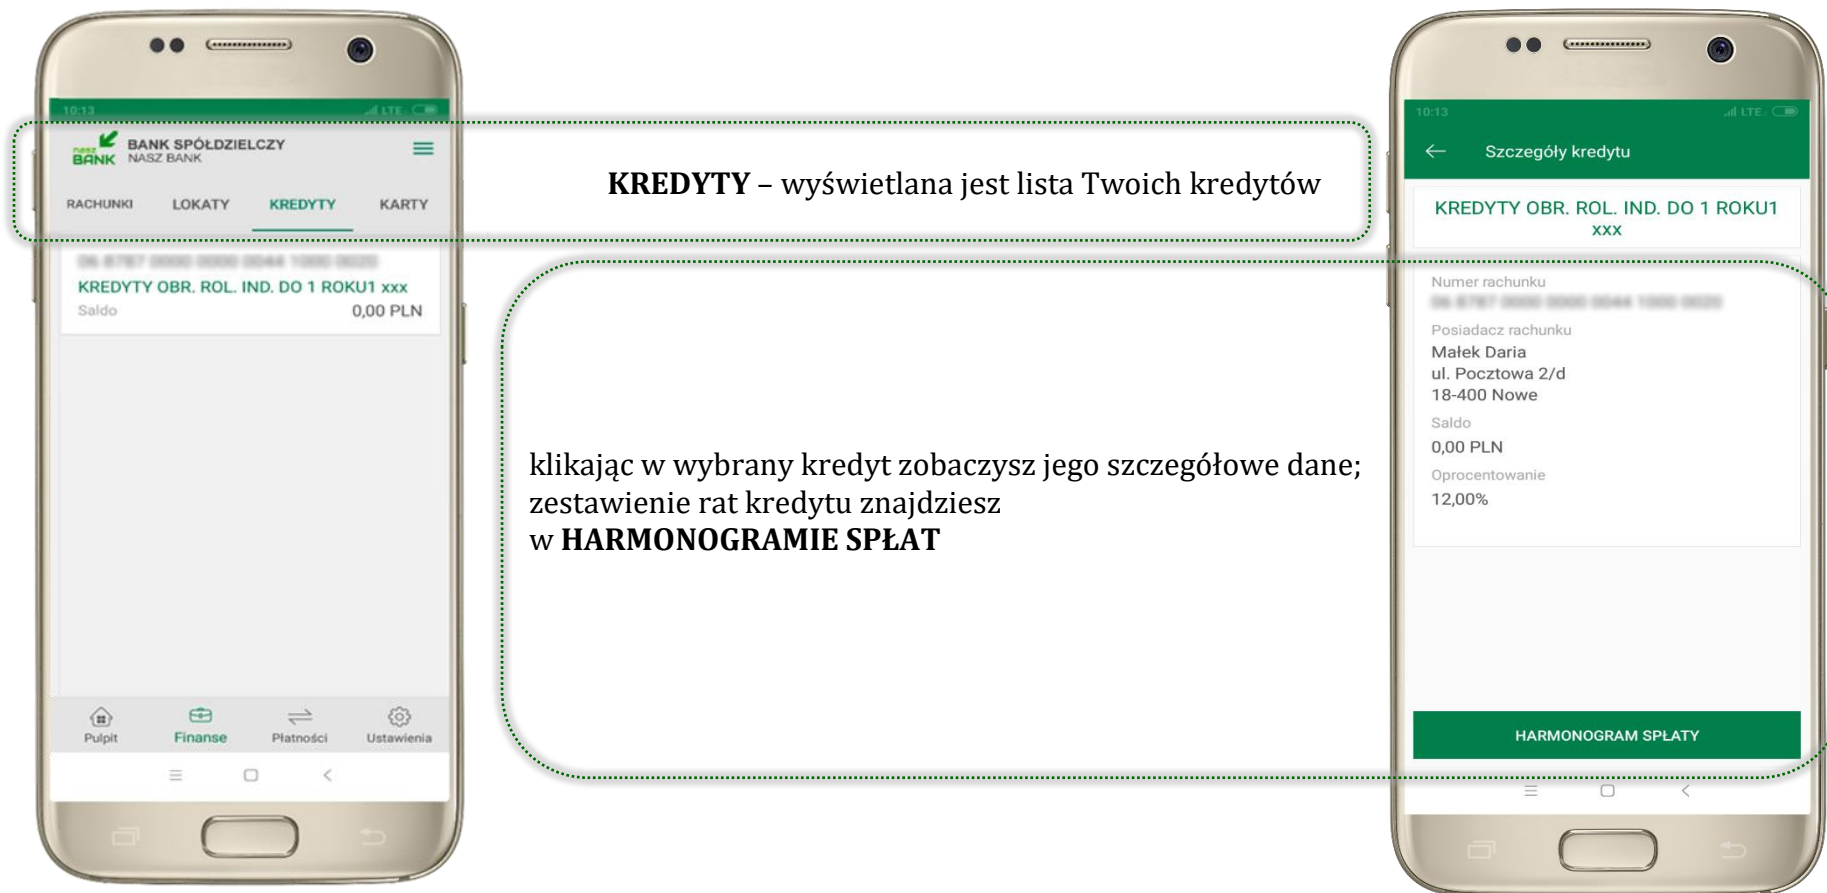 10:13
LTE
nasz
BANK
BANK SPÓŁDZIELCZY
NASZ BANK
RACHUNKI LOKATY KREDYTY KARTY
KREDYTY OBR. ROL. IND. DO 1 ROKU1 xxx
Saldo 0,00 PLN
Pulpit Finanse Płatności Ustawienia
KREDYTY – wyświetlana jest lista Twoich kredytów
klikając w wybrany kredyt zobaczysz jego szczegółowe dane;
zestawienie rat kredytu znajdziesz
w HARMONOGRAMIE SPŁAT
10:13
LTE
Szczegóły kredytu
KREDYTY OBR. ROL. IND. DO 1 ROKU1
xxx
Numer rachunku
Posiadacz rachunku
Małek Daria
ul. Pocztowa 2/d
18-400 Nowe
Saldo
0,00 PLN
Oprocentowanie
12,00%
HARMONOGRAM SPŁATY